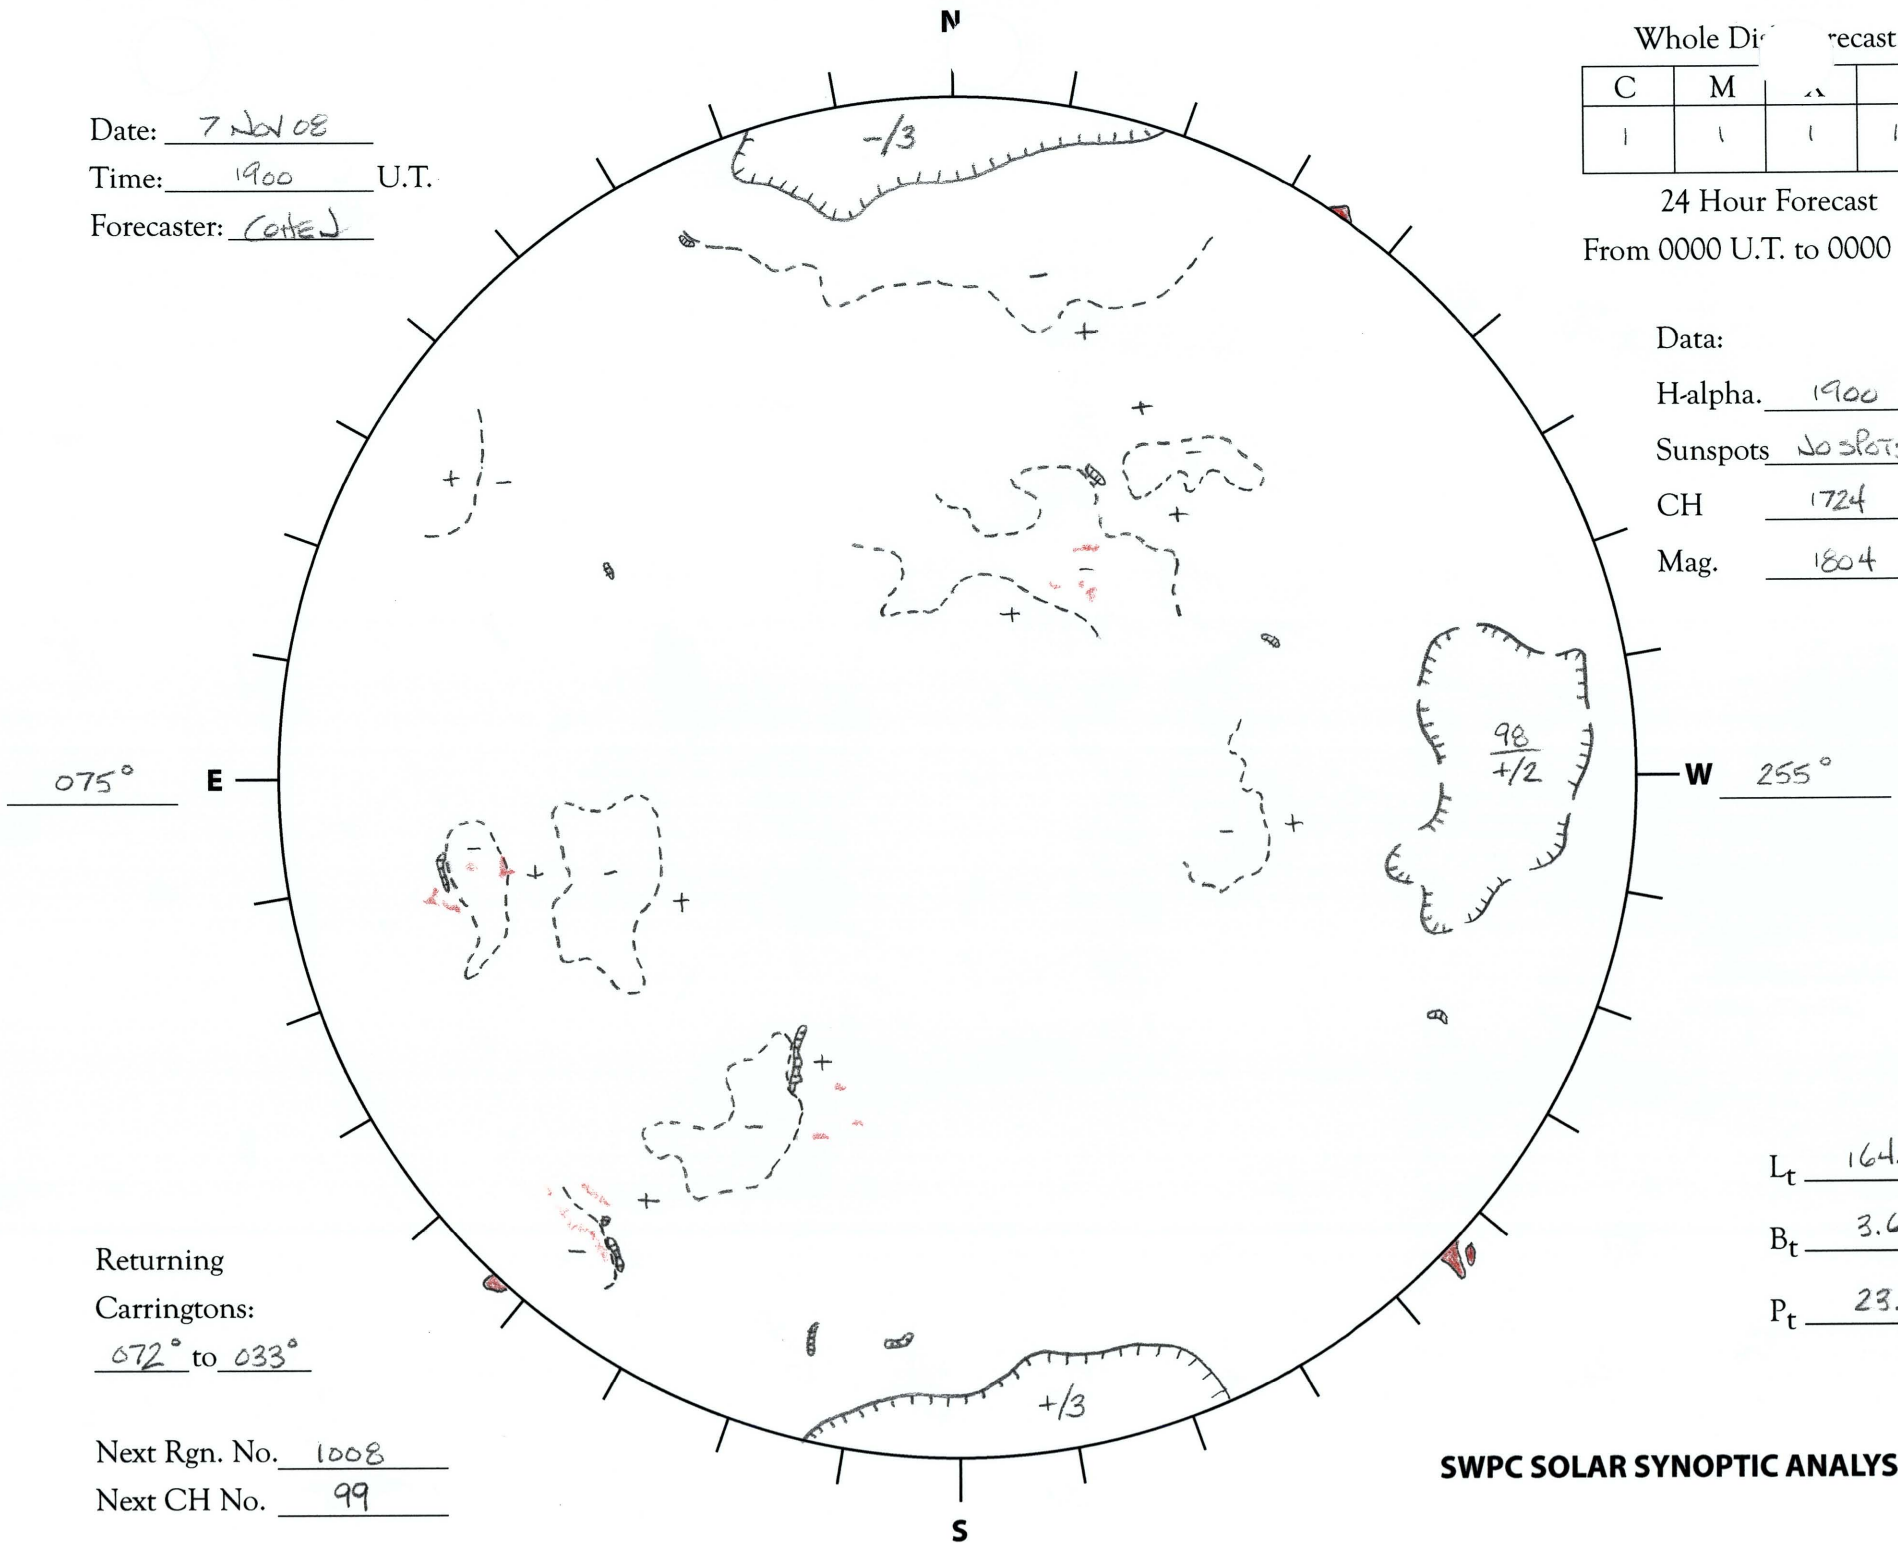 N
Whole Dis recast
C M
1 1 1 1
Date: 7 Nov 08
Time: 1900 U.T.
Forecaster: COHEN
24 Hour Forecast
From 0000 U.T. to 0000
-/3
Data:
H-alpha. 1900
Sunspots No SPOTS
CH 1724
Mag. 1804
-
+
+
-
+ -
+
-
+
98
+/2
075° E
W 255°
- +
- + - +
+
-
+
-
Lt 164.
Bt 3.6
Pt 23.
Returning
Carringtons:
072° to 033°
+/3
Next Rgn. No. 1008
Next CH No. 99
SWPC SOLAR SYNOPTIC ANALYS
S